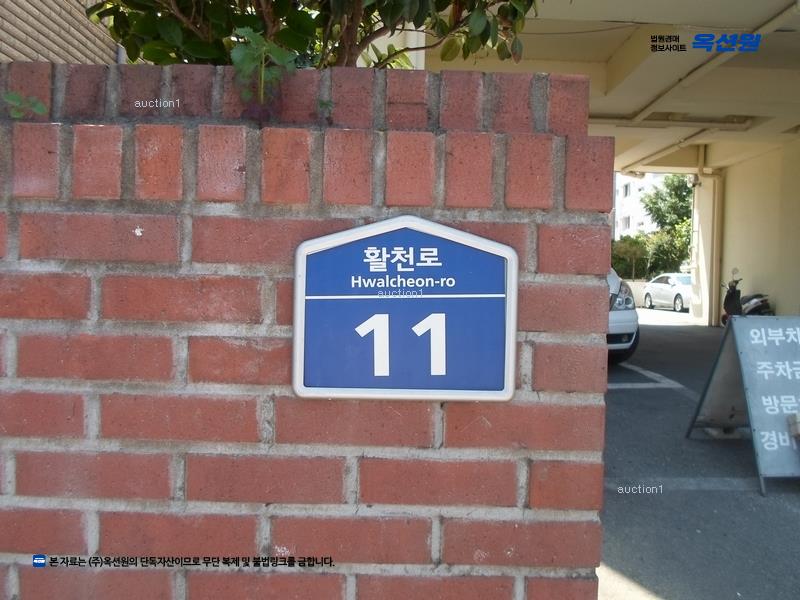 법원경매
정보사이트 옥션원
auction1
활천로
Hwalcheon-ro
auction1
11
외부차
주차금
방문
경비
auction1
본 자료는 (주)옥션원의 단독자산이므로 무단 복제 및 불법링크를 금합니다.